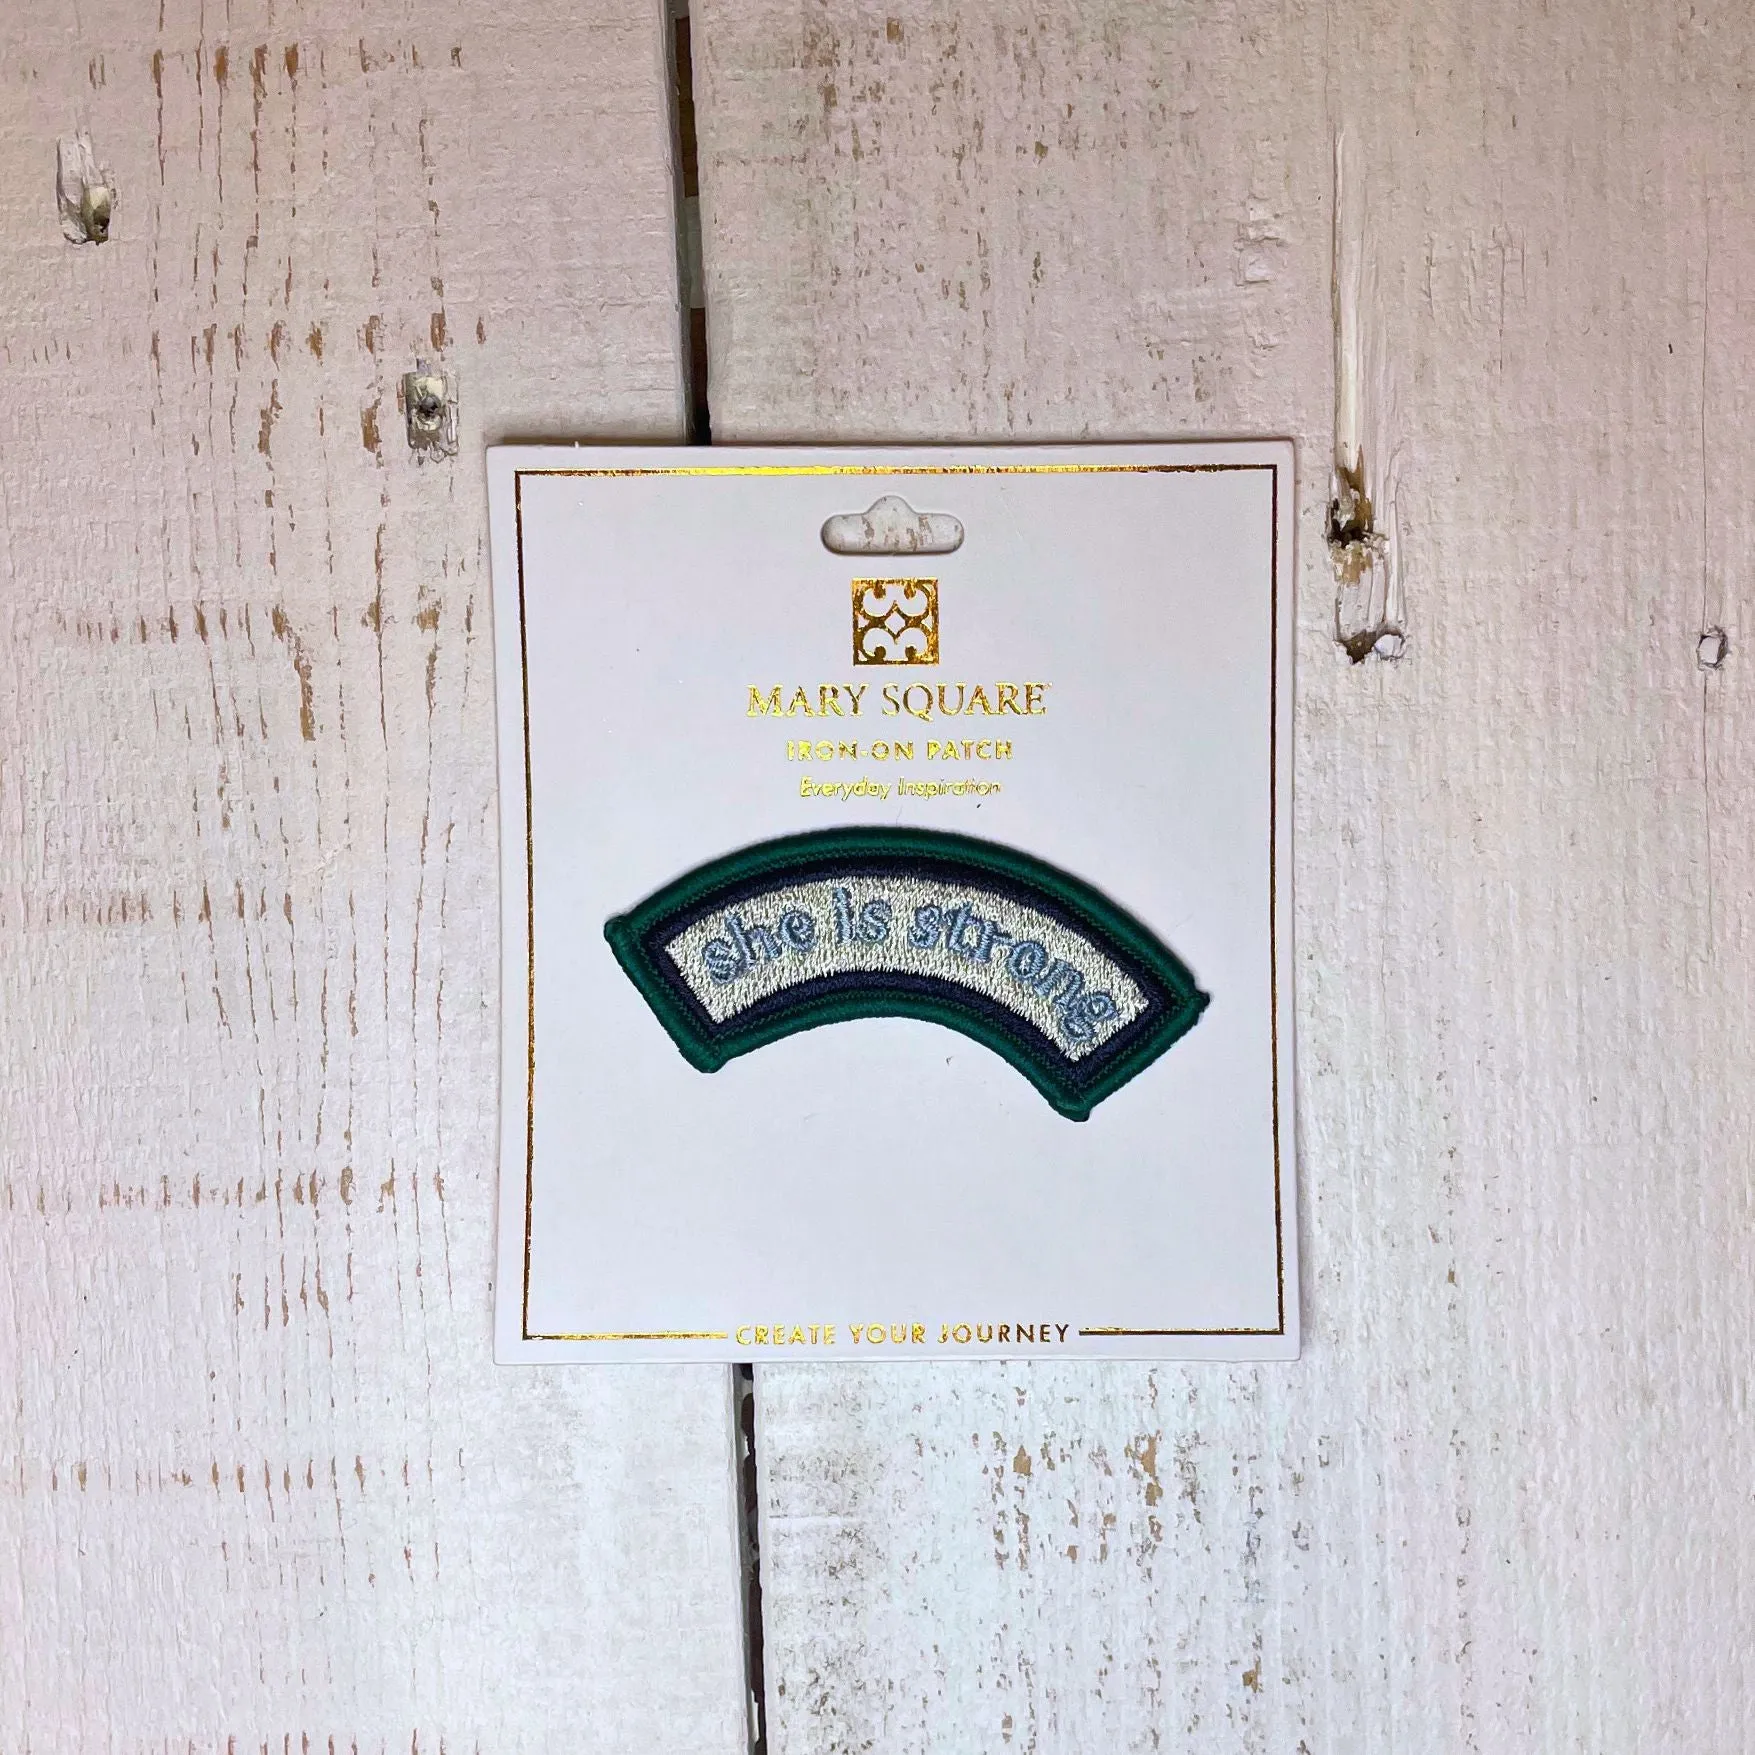 MARY SQUARE
IRON-ON PATCH
Everyday Inspiration
she is strong
CREATE YOUR JOURNEY